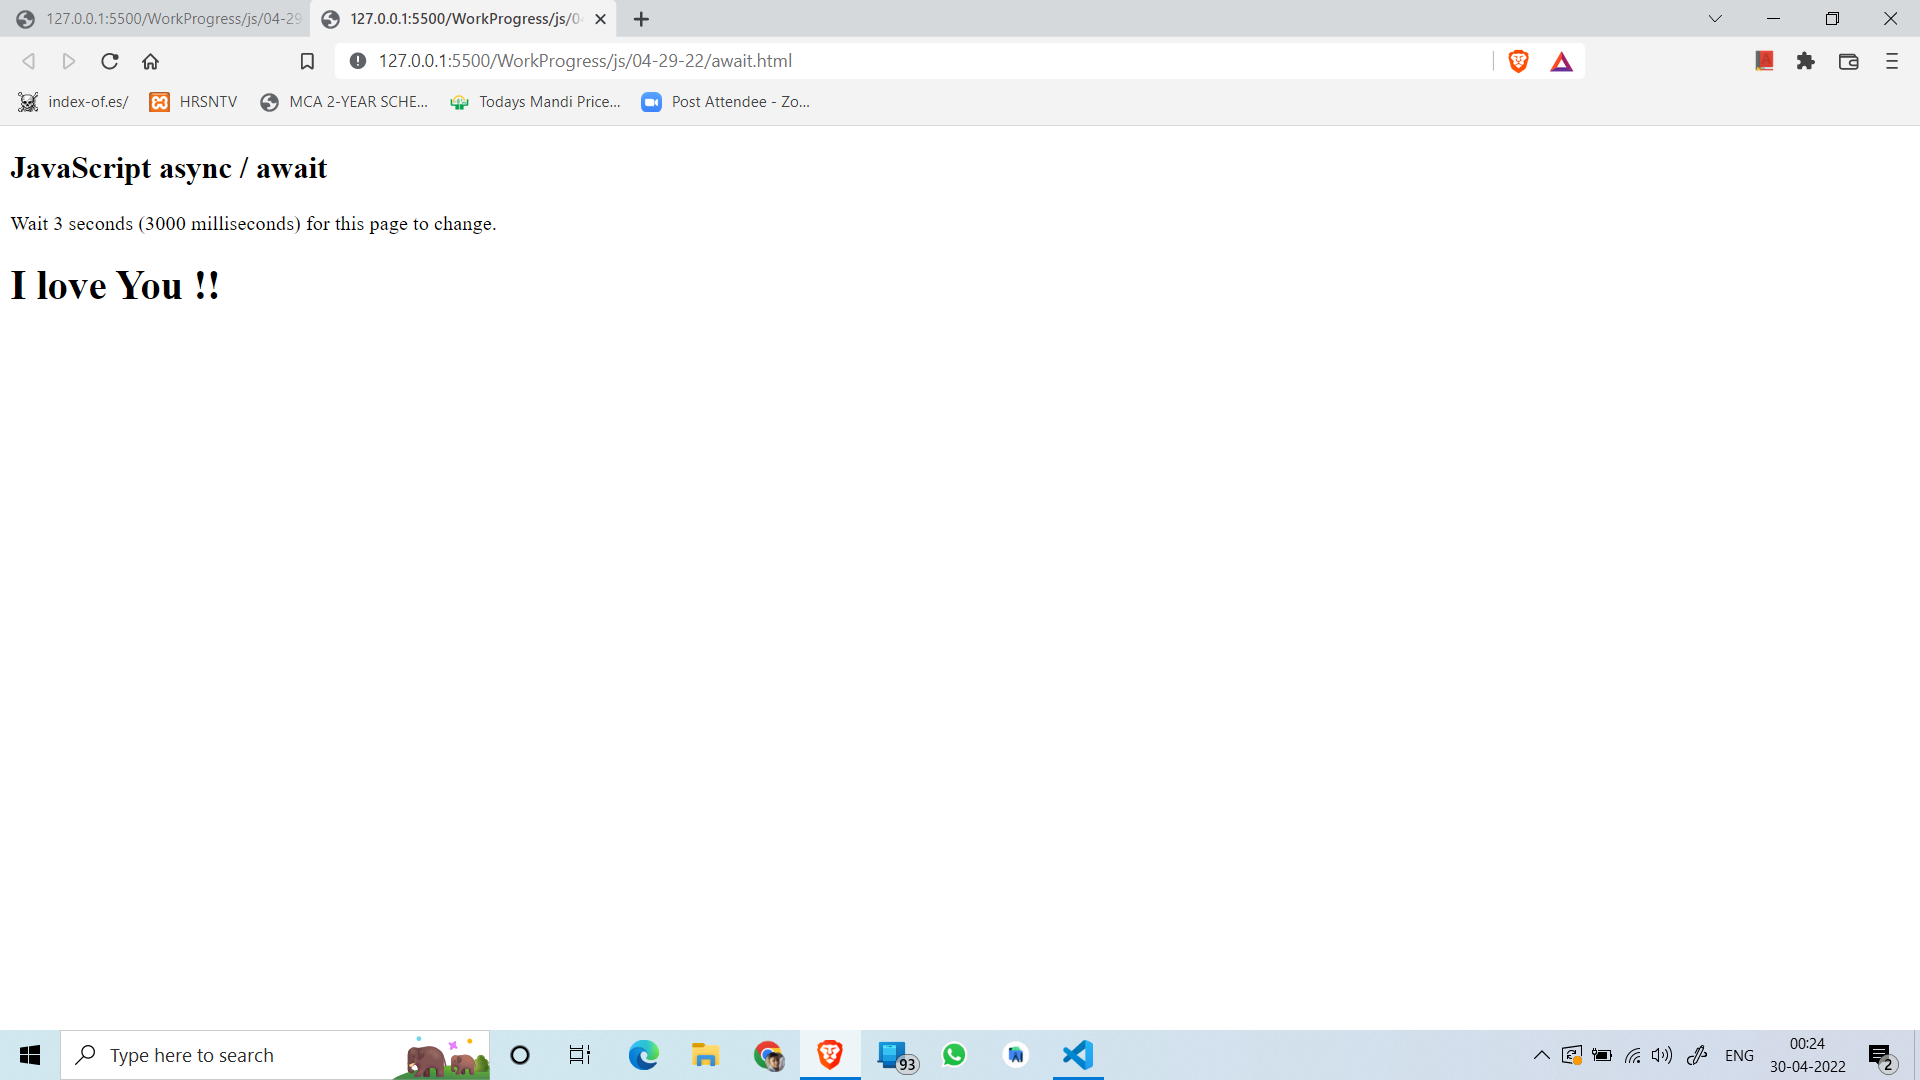 127.0.0.1:5500/WorkProgress/js/04-29
127.0.0.1:5500/WorkProgress/js/0
127.0.0.1:5500/WorkProgress/js/04-29-22/await.html
index-of.es/
HRSNTV
MCA 2-YEAR SCHE...
Todays Mandi Price...
Post Attendee - Zo...
JavaScript async / await
Wait 3 seconds (3000 milliseconds) for this page to change.
I love You !!
Type here to search
93
ENG
00:24
30-04-2022
2